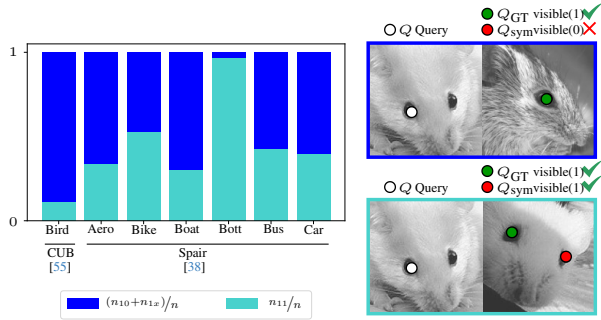 1
0
Bird Aero Bike Boat Bott Bus Car
CUB Spair
[55] [38]
(n10+n1x)/n n11/n
QGT visible(1)
Q Query Qsym visible(0)
QGT visible(1)
Q Query Qsym visible(1)